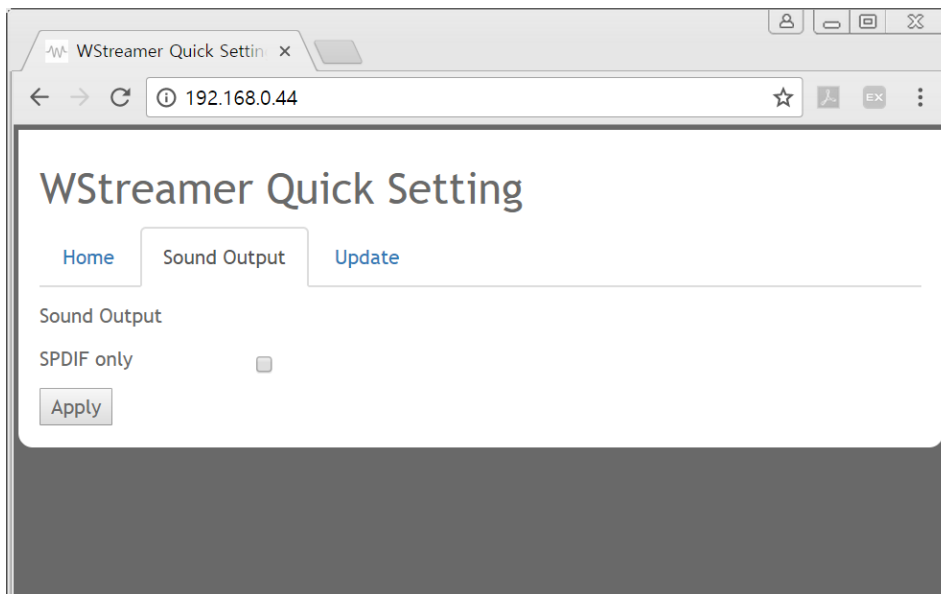 WStreamer Quick Settin
192.168.0.44
EX
WStreamer Quick Setting
Home Sound Output Update
Sound Output
SPDIF only
Apply